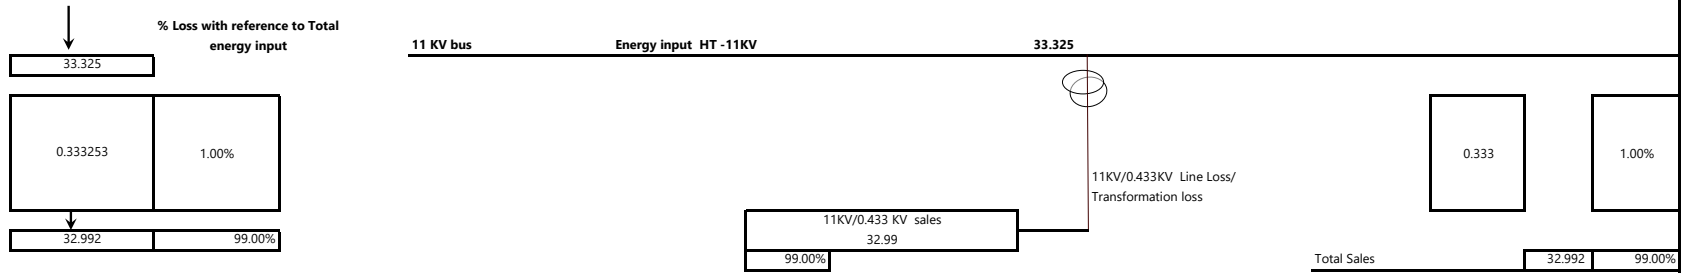 % Loss with reference to Total
energy input
11 KV bus Energy input HT -11KV 33.325
33.325
0.333253 1.00% 0.333 1.00%
11KV/0.433KV Line Loss/
Transformation loss
11KV/0.433 KV sales
32.99
32.992 99.00%
99.00% Total Sales 32.992 99.00%